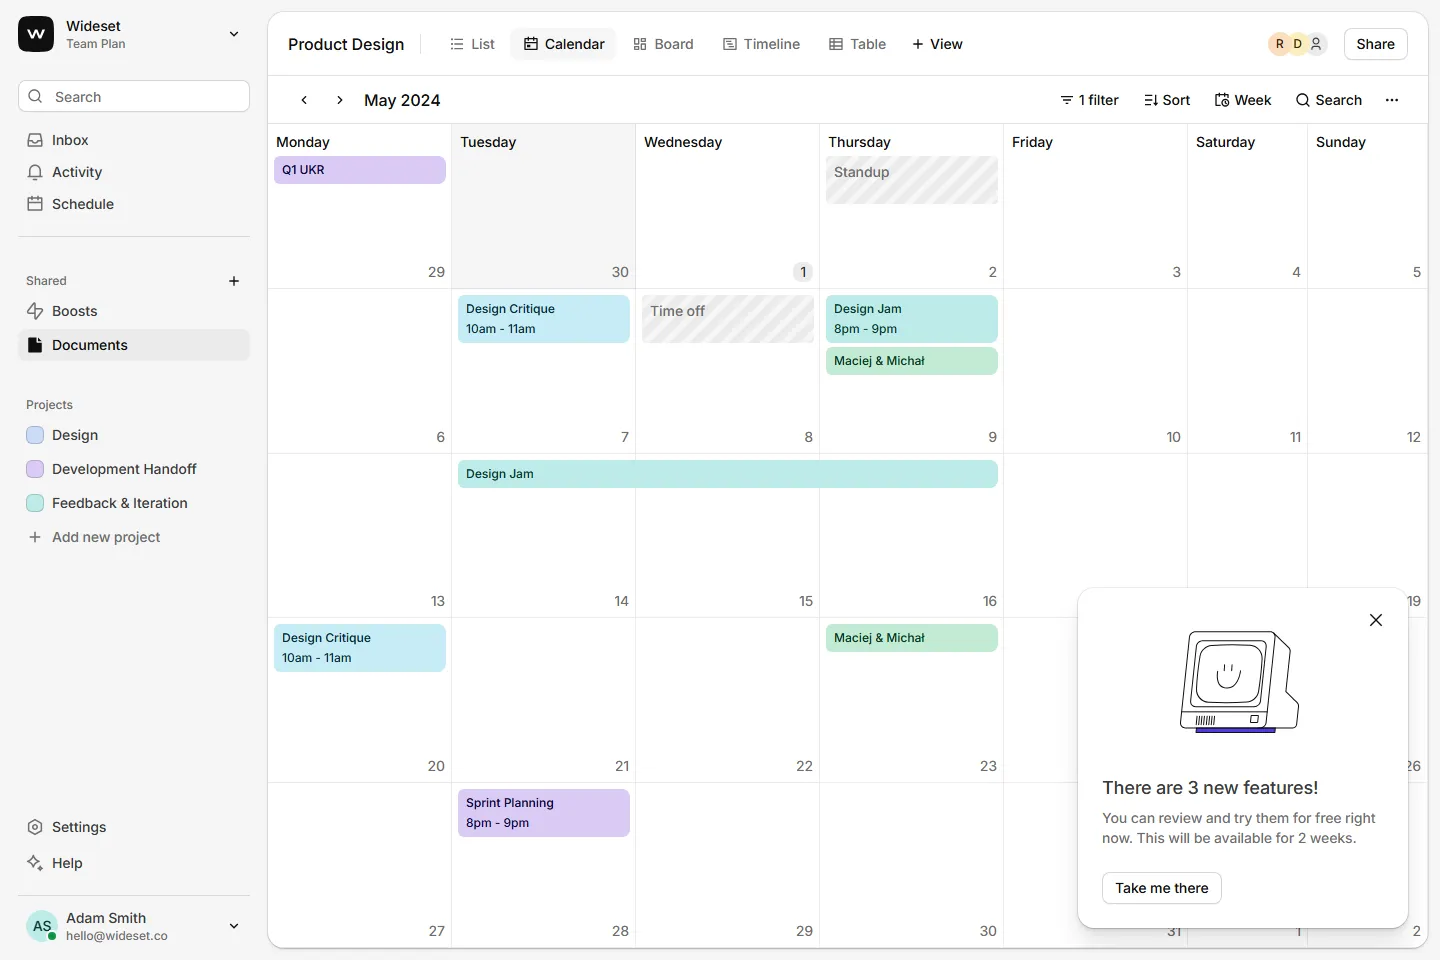 W
Wideset
Team Plan
Search
Inbox
Activity
Schedule
Shared
Boosts
Documents
Projects
Design
Development Handoff
Feedback & Iteration
Add new project
Settings
Help
AS
Adam Smith
hello@wideset.co
Product Design
List
Calendar
Board
Timeline
Table
+ View
R
D
Share
May 2024
1 filter
Sort
Week
Search
Monday
Tuesday
Wednesday
Thursday
Friday
Saturday
Sunday
Q1 UKR
Standup
29
30
1
2
3
4
5
Design Critique
10am - 11am
Time off
Design Jam
8pm - 9pm
Maciej & Michał
6
7
8
9
10
11
12
Design Jam
13
14
15
16
19
Design Critique
10am - 11am
Maciej & Michał
20
21
22
23
26
Sprint Planning
8pm - 9pm
27
28
29
30
31
1
2
There are 3 new features!
You can review and try them for free right
now. This will be available for 2 weeks.
Take me there